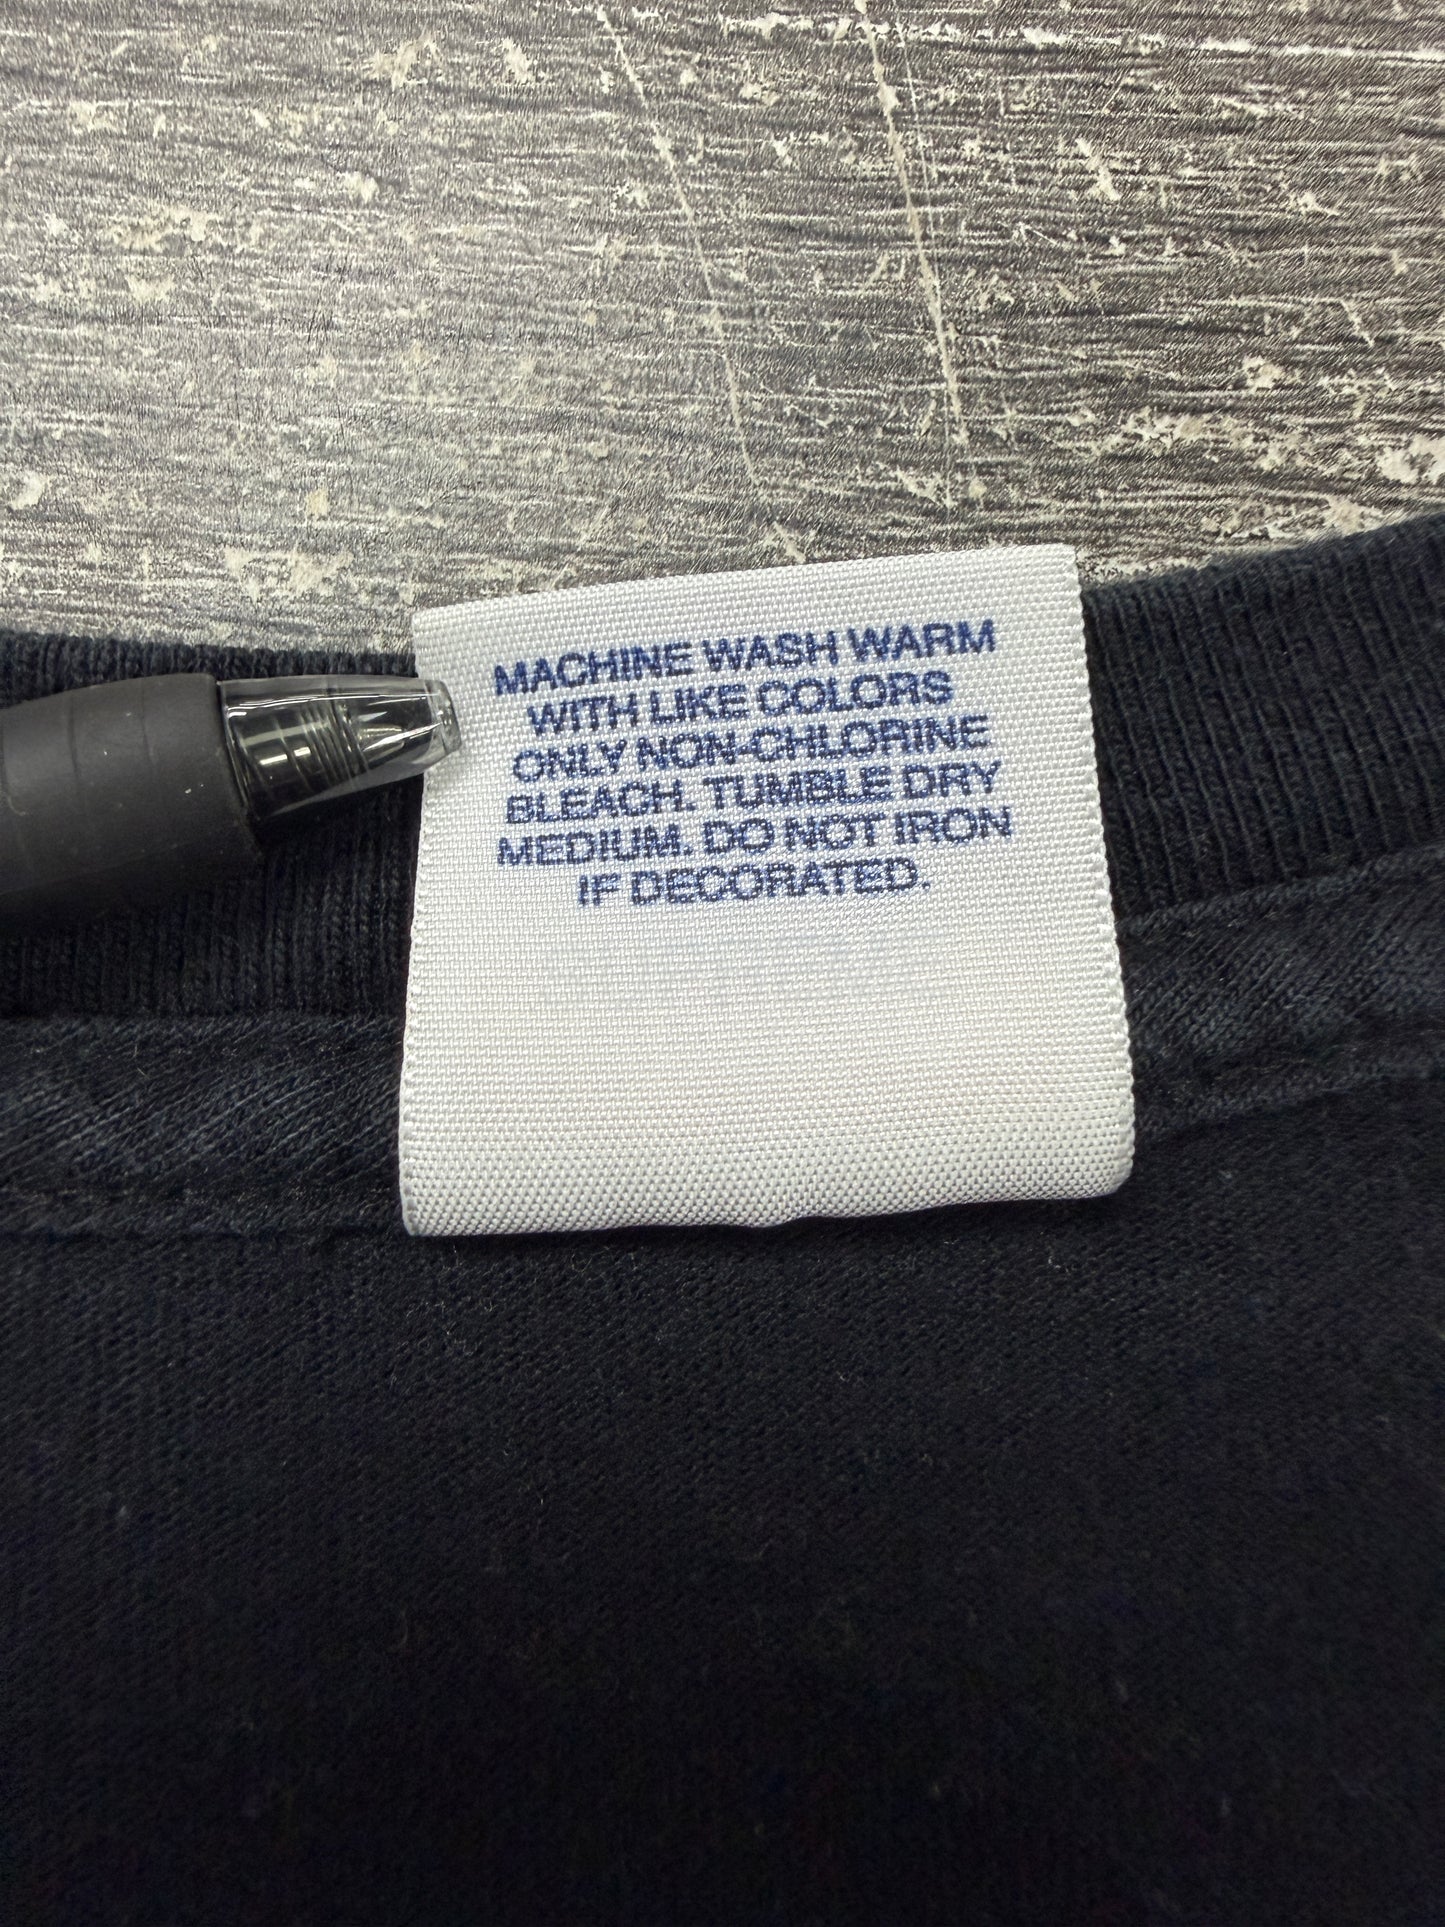 MACHINE WASH WARM
WITH LIKE COLORS
ONLY NON-CHLORINE
BLEACH. TUMBLE DRY
MEDIUM. DO NOT IRON
IF DECORATED.